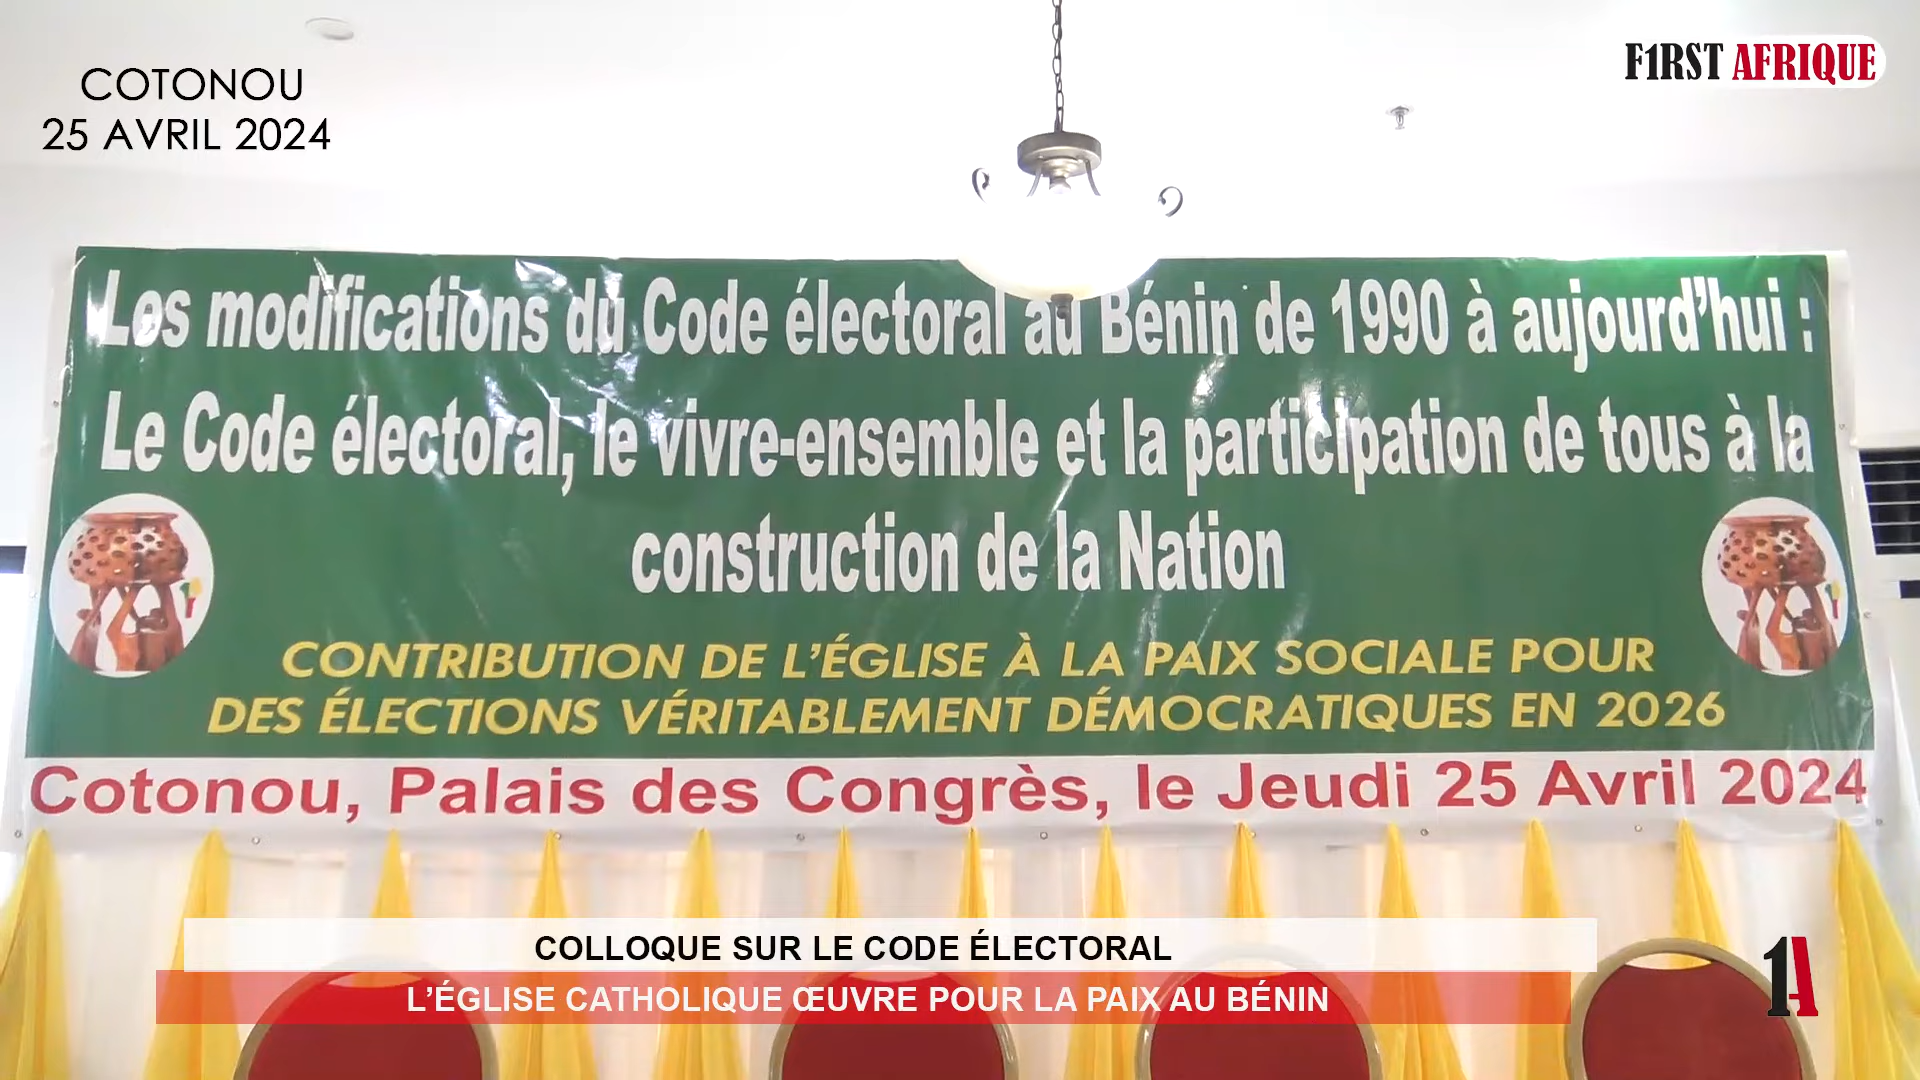 COTONOU
25 AVRIL 2024
F1RST AFRIQUE
Les modifications du Code électoral au Bénin de 1990 à aujourd'hui :
Le Code électoral, le vivre-ensemble et la participation de tous à la
construction de la Nation
CONTRIBUTION DE L'ÉGLISE À LA PAIX SOCIALE POUR
DES ÉLECTIONS VÉRITABLEMENT DÉMOCRATIQUES EN 2026
Cotonou, Palais des Congrès, le Jeudi 25 Avril 2024
COLLOQUE SUR LE CODE ÉLECTORAL
L'ÉGLISE CATHOLIQUE ŒUVRE POUR LA PAIX AU BÉNIN
1A